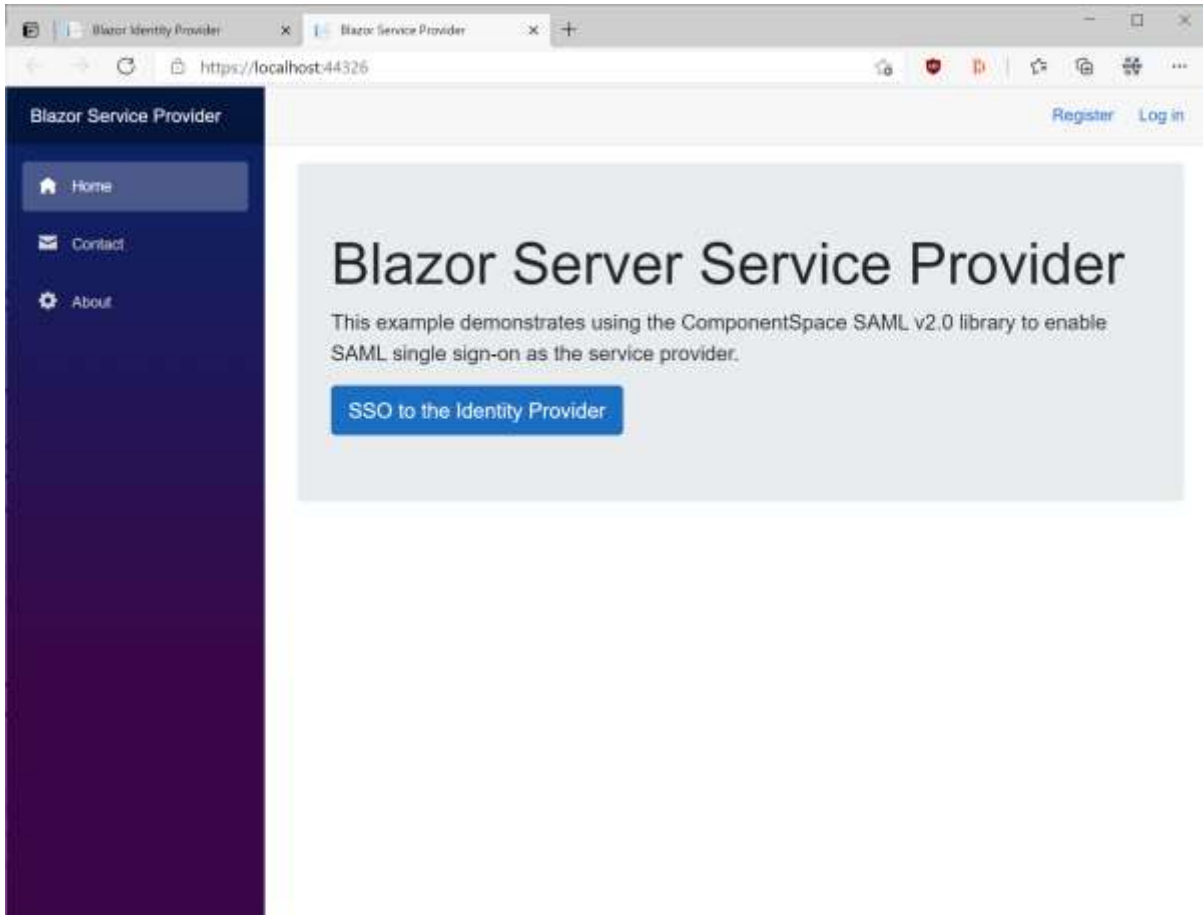 Blazor Identity Provider
Blazor Service Provider
https://localhost:44326
Blazor Service Provider
Register Log in
Home
Contact
About
Blazor Server Service Provider
This example demonstrates using the ComponentSpace SAML v2.0 library to enable
SAML single sign-on as the service provider.
SSO to the Identity Provider